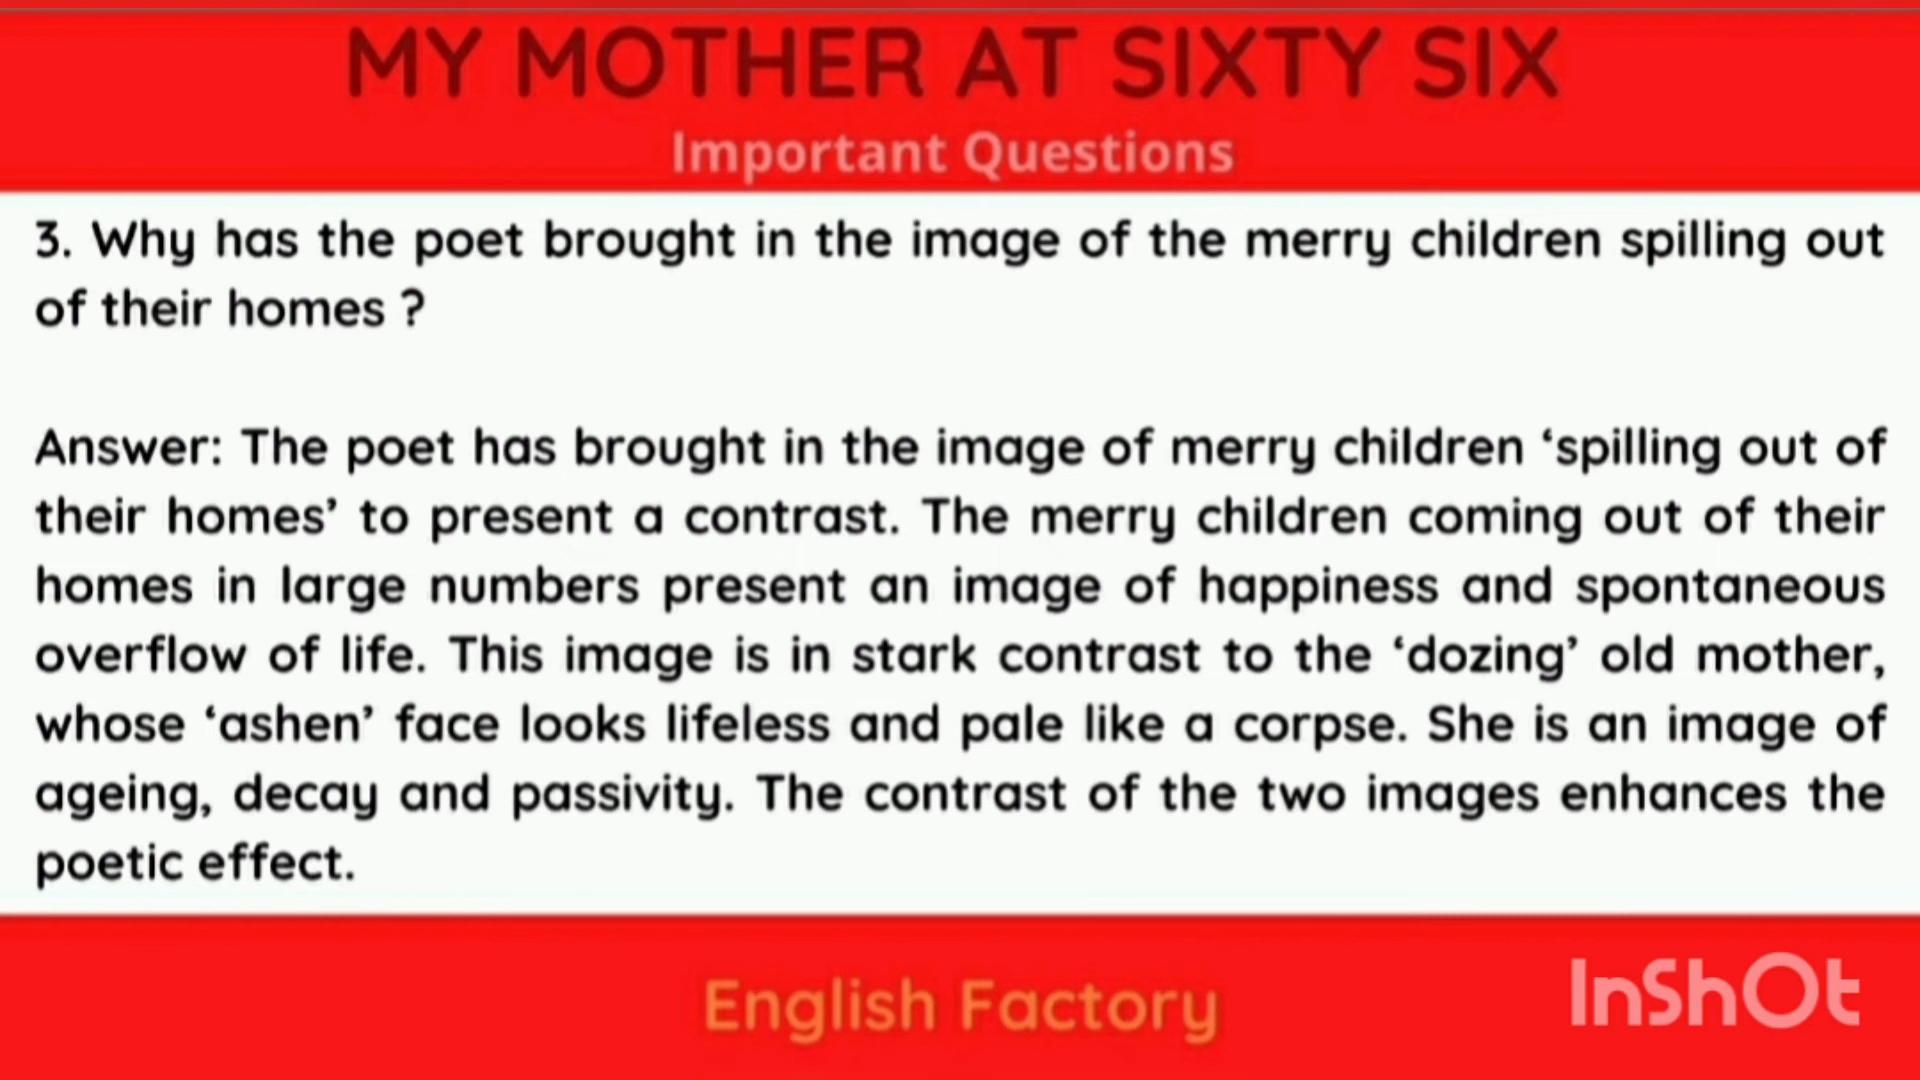 MY MOTHER AT SIXTY SIX
Important Questions
3. Why has the poet brought in the image of the merry children spilling out
of their homes ?
Answer: The poet has brought in the image of merry children ‘spilling out of
their homes’ to present a contrast. The merry children coming out of their
homes in large numbers present an image of happiness and spontaneous
overflow of life. This image is in stark contrast to the ‘dozing’ old mother,
whose ‘ashen’ face looks lifeless and pale like a corpse. She is an image of
ageing, decay and passivity. The contrast of the two images enhances the
poetic effect.
English Factory
InShOt